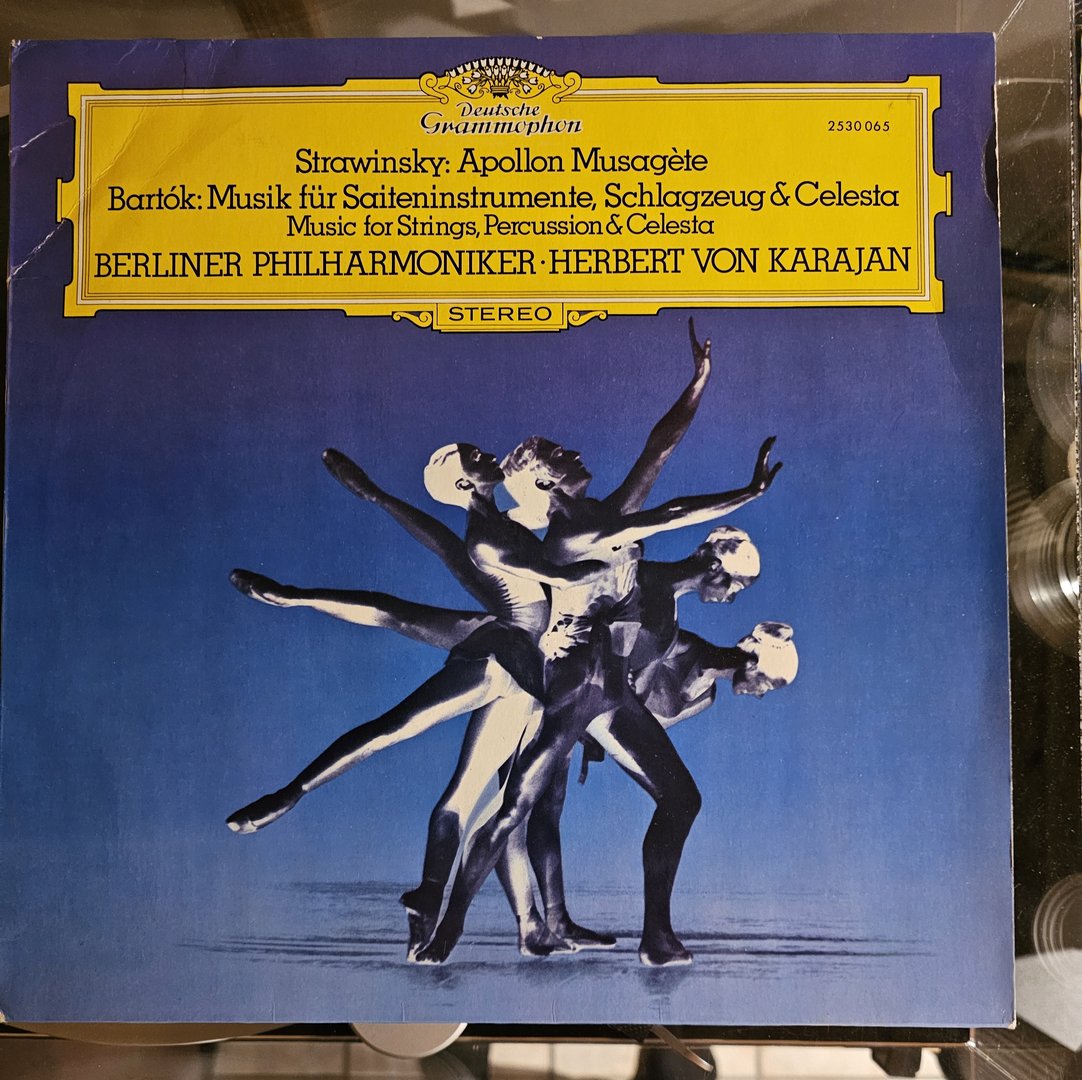 Deutsche
Grammophon
2530 065
Strawinsky: Apollon Musagète
Bartók: Musik für Saiteninstrumente, Schlagzeug & Celesta
Music for Strings, Percussion & Celesta
BERLINER PHILHARMONIKER · HERBERT VON KARAJAN
STEREO